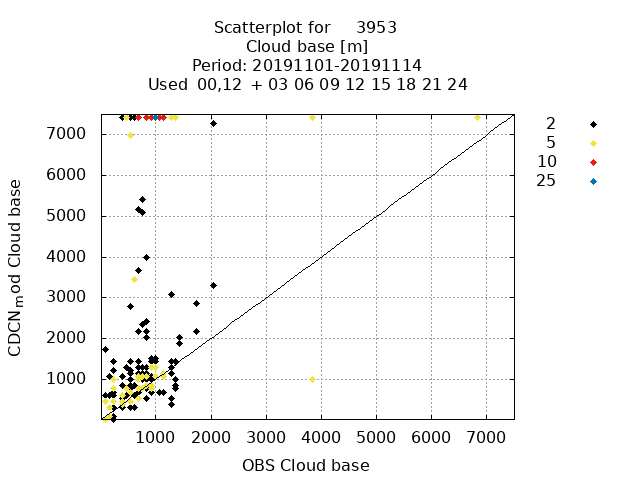 Scatterplot for 3953
Cloud base [m]
Period: 20191101-20191114
Used 00,12 + 03 06 09 12 15 18 21 24
2
5
10
25
7000
6000
5000
4000
3000
2000
1000
CDCNmod Cloud base
1000 2000 3000 4000 5000 6000 7000
OBS Cloud base